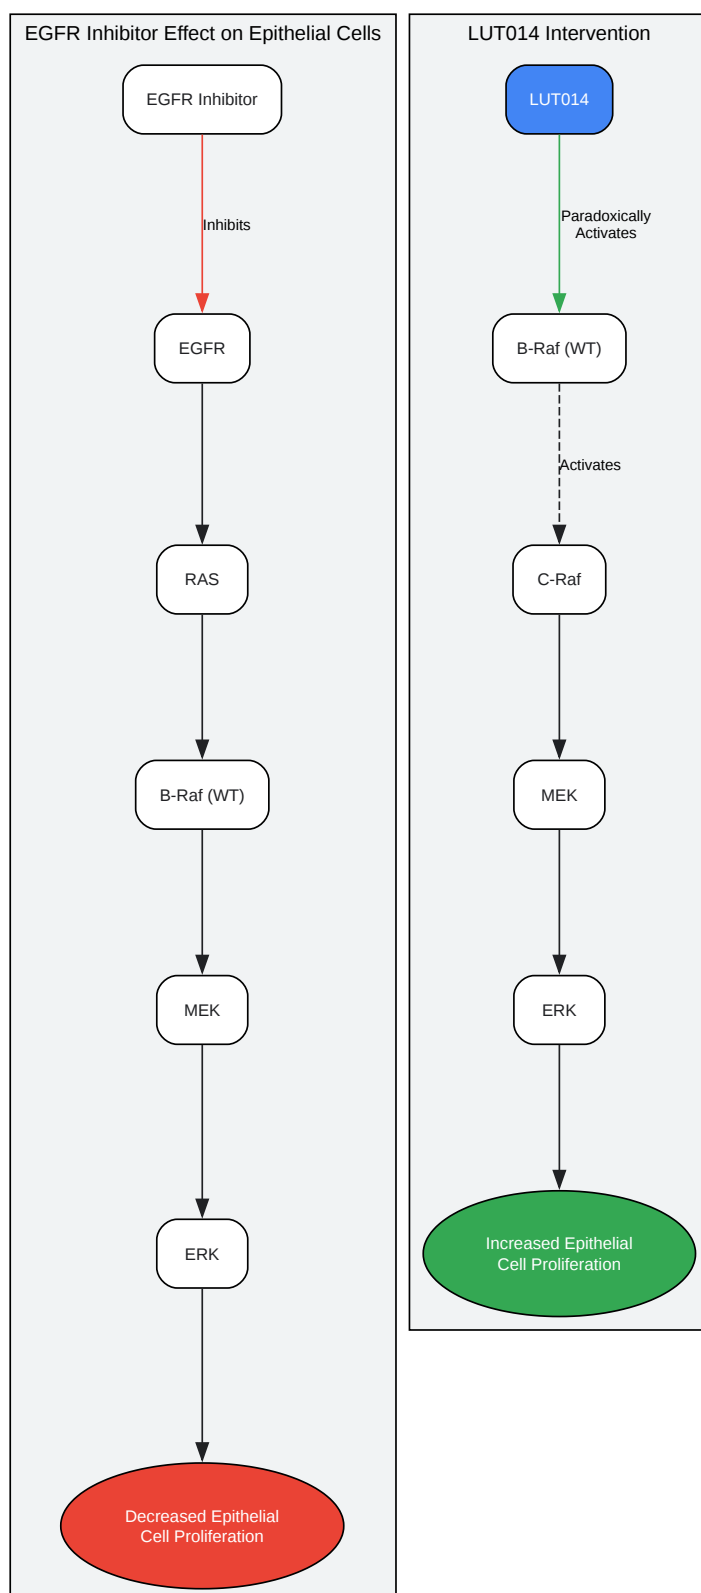 EGFR Inhibitor Effect on Epithelial Cells
EGFR Inhibitor
Inhibits
EGFR
RAS
B-Raf (WT)
MEK
ERK
Decreased Epithelial
Cell Proliferation
LUT014 Intervention
LUT014
Paradoxically
Activates
B-Raf (WT)
Activates
C-Raf
MEK
ERK
Increased Epithelial
Cell Proliferation